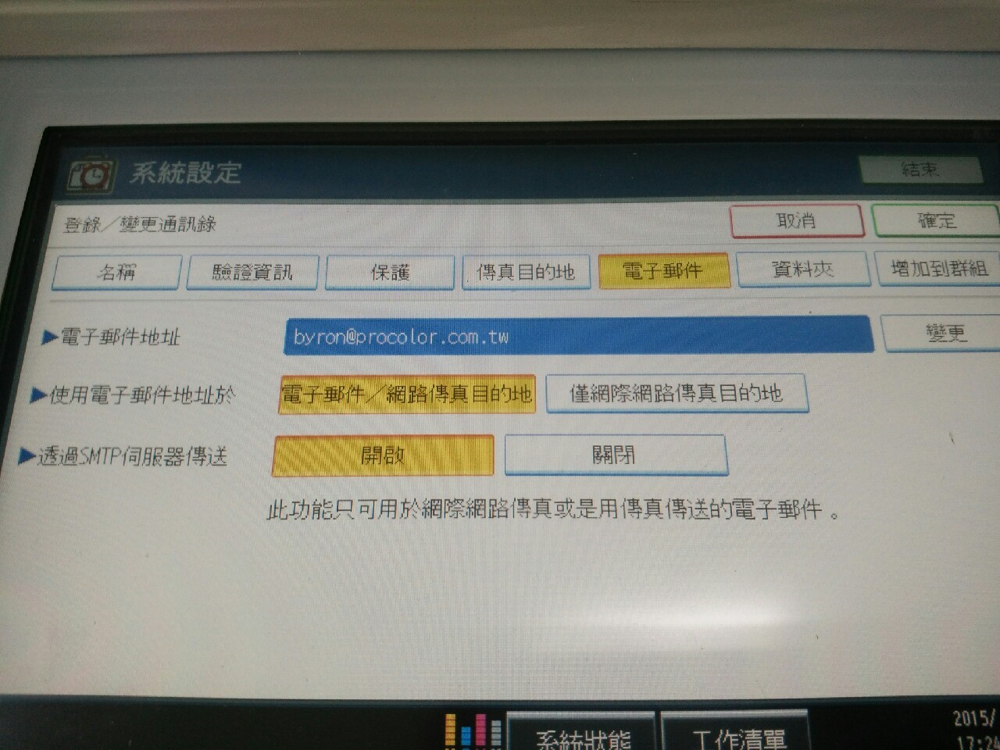 系統設定
結束
登錄／變更通訊錄
取消
確定
名稱
驗證資訊
保護
傳真目的地
電子郵件
資料夾
增加到群組
▶電子郵件地址
byron@procolor.com.tw
變更
▶使用電子郵件地址於
電子郵件／網路傳真目的地
僅網際網路傳真目的地
▶透過SMTP伺服器傳送
開啟
關閉
此功能只可用於網際網路傳真或是用傳真傳送的電子郵件。
系統狀態
工作清單
2015/
17:24